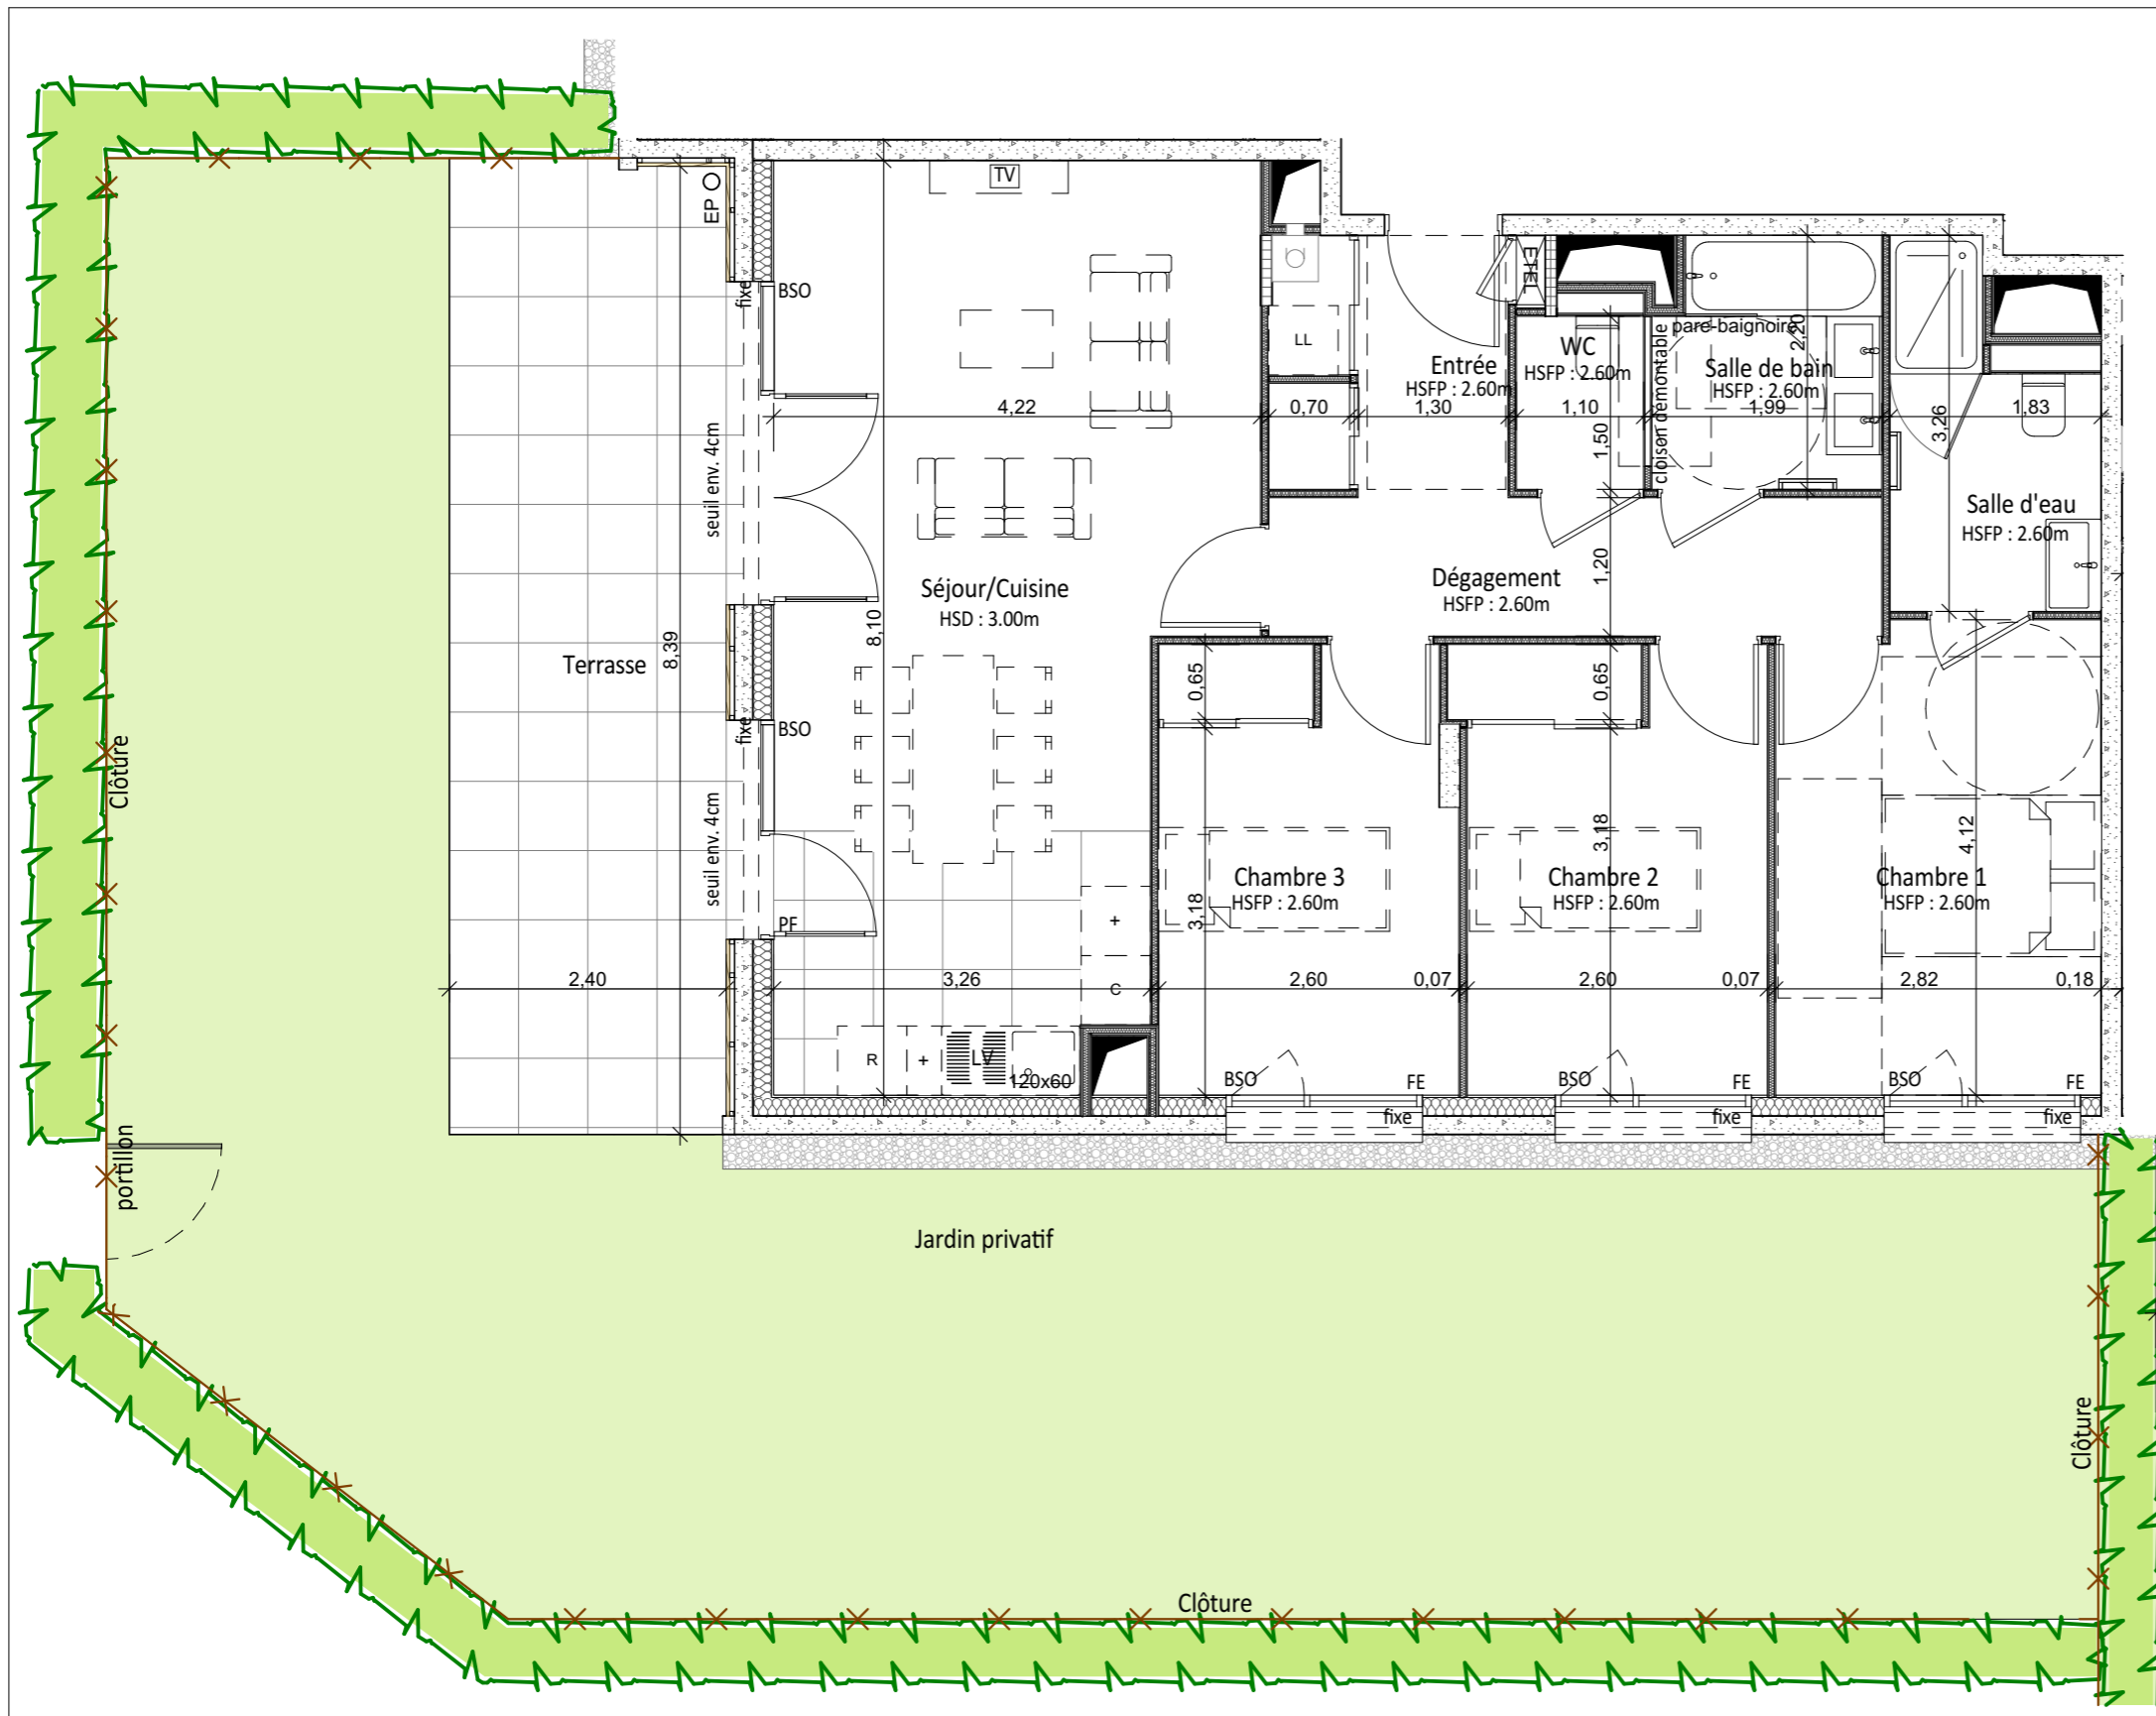 TV
EP
fixe
BSO
ETEL
LL
Entrée
HSFP : 2.60m
WC
HSFP : 2.60m
cloison démontable
pare-baignoire
2,20
Salle de bain
HSFP : 2.60m
4,22
0,70
1,30
1,10
1,99
1,83
1,50
3,26
seuil env. 4cm
Salle d'eau
HSFP : 2.60m
Séjour/Cuisine
HSD : 3.00m
8,10
Dégagement
HSFP : 2.60m
1,20
Terrasse
8,39
0,65
0,65
fixe
BSO
Clôture
seuil env. 4cm
PF
3,18
3,18
4,12
Chambre 3
HSFP : 2.60m
Chambre 2
HSFP : 2.60m
Chambre 1
HSFP : 2.60m
+
C
2,40
3,26
2,60
0,07
2,60
0,07
2,82
0,18
R
+
LV
120x60
BSO
FE
BSO
FE
BSO
FE
fixe
fixe
fixe
portillon
Jardin privatif
Clôture
Clôture